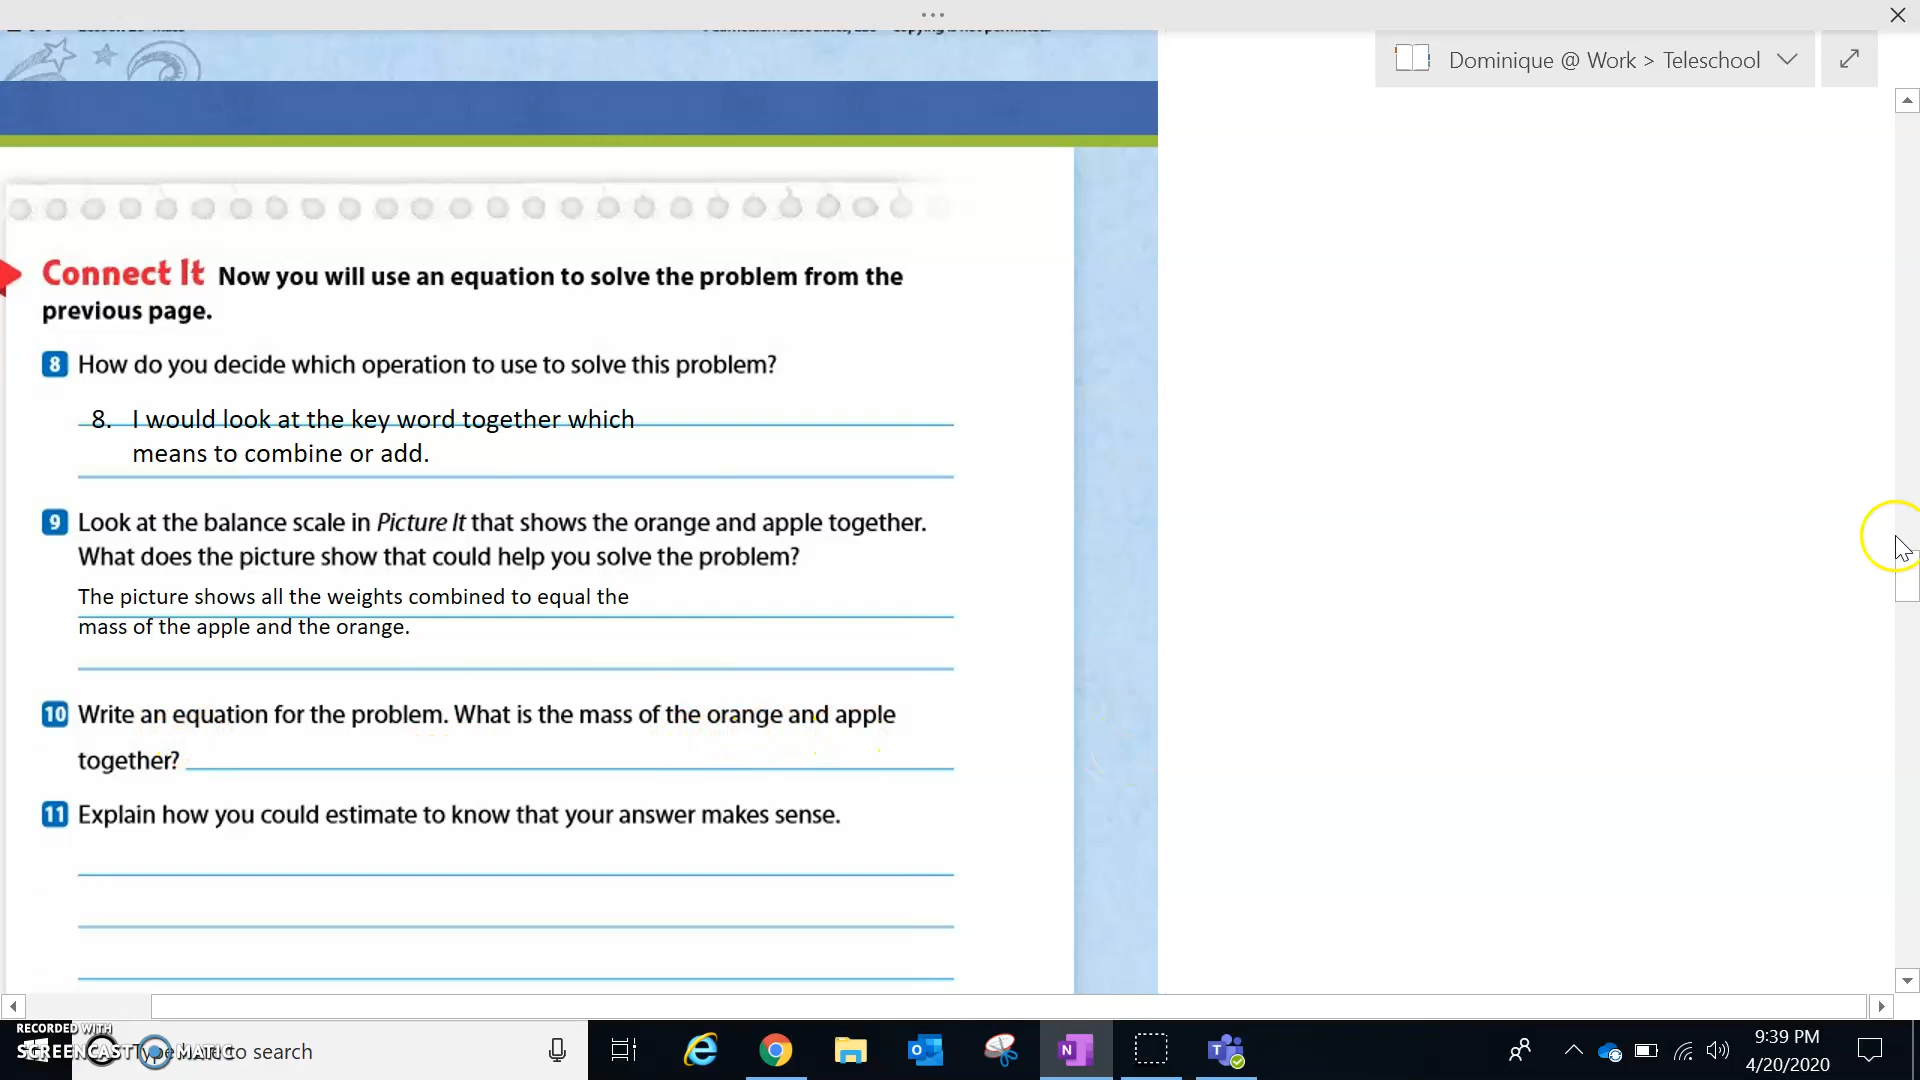 Dominique @ Work > Teleschool
Connect It Now you will use an equation to solve the problem from the
previous page.
8 How do you decide which operation to use to solve this problem?
8. I would look at the key word together which
means to combine or add.
9 Look at the balance scale in Picture It that shows the orange and apple together.
What does the picture show that could help you solve the problem?
The picture shows all the weights combined to equal the
mass of the apple and the orange.
10 Write an equation for the problem. What is the mass of the orange and apple
together?
11 Explain how you could estimate to know that your answer makes sense.
RECORDED WITH
SCREENCAST MATIC
Type here to search
9:39 PM
4/20/2020